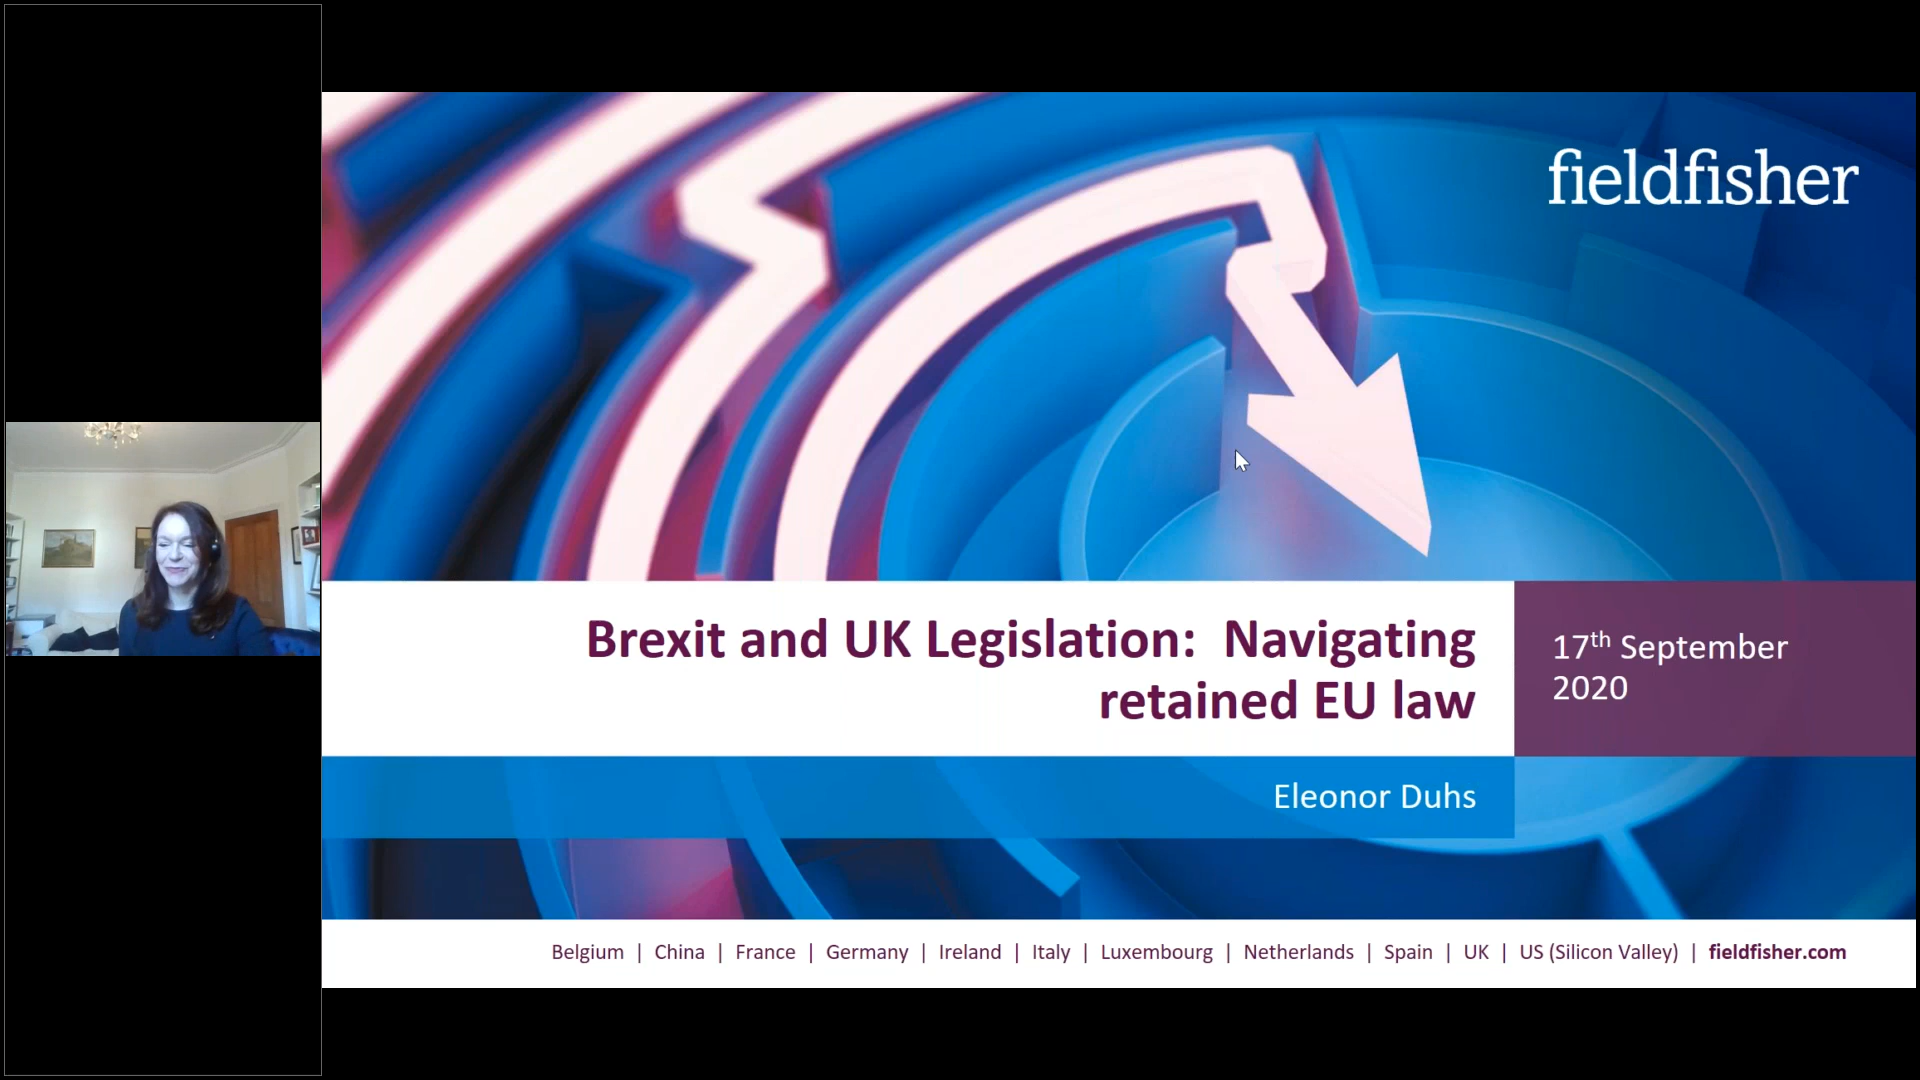 fieldfisher
Brexit and UK Legislation: Navigating
retained EU law
17th September
2020
Eleonor Duhs
Belgium | China | France | Germany | Ireland | Italy | Luxembourg | Netherlands | Spain | UK | US (Silicon Valley) | fieldfisher.com